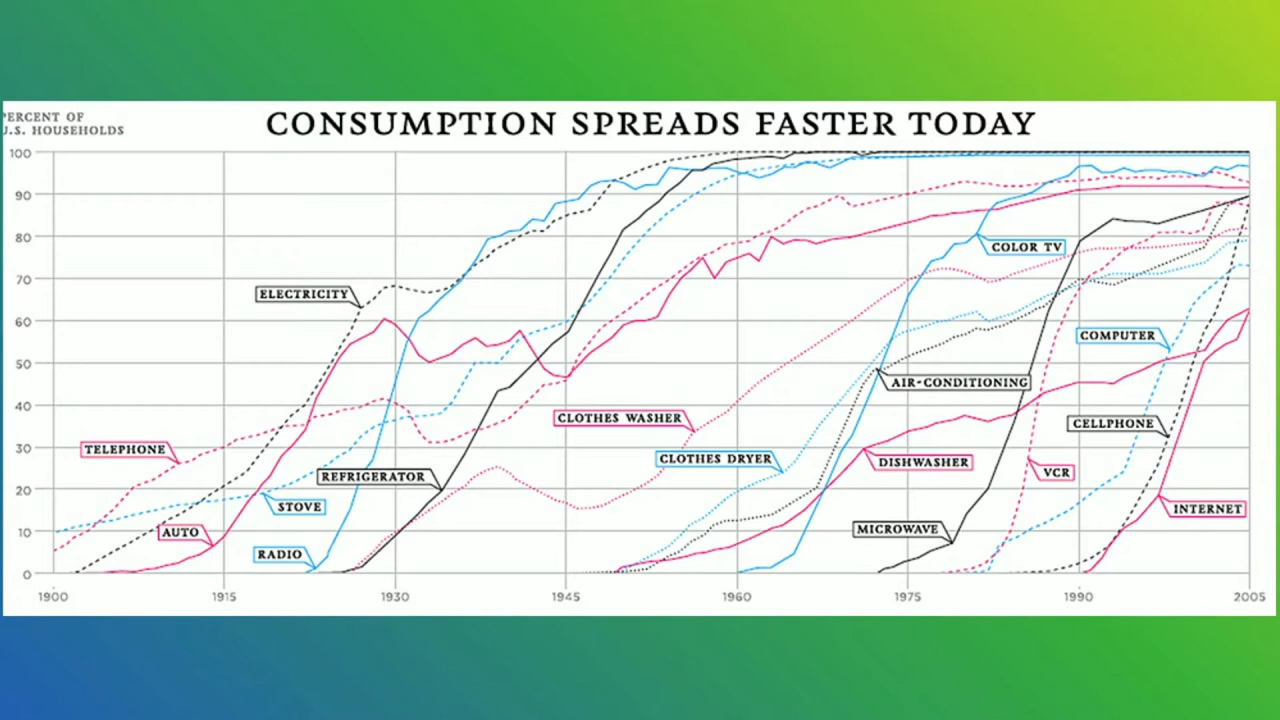 PERCENT OF
U.S. HOUSEHOLDS
CONSUMPTION SPREADS FASTER TODAY
100
90
80
70
60
50
40
30
20
10
0
ELECTRICITY
TELEPHONE
AUTO
STOVE
RADIO
REFRIGERATOR
CLOTHES WASHER
CLOTHES DRYER
COLOR TV
AIR-CONDITIONING
DISHWASHER
MICROWAVE
COMPUTER
CELLPHONE
VCR
INTERNET
1900 1915 1930 1945 1960 1975 1990 2005